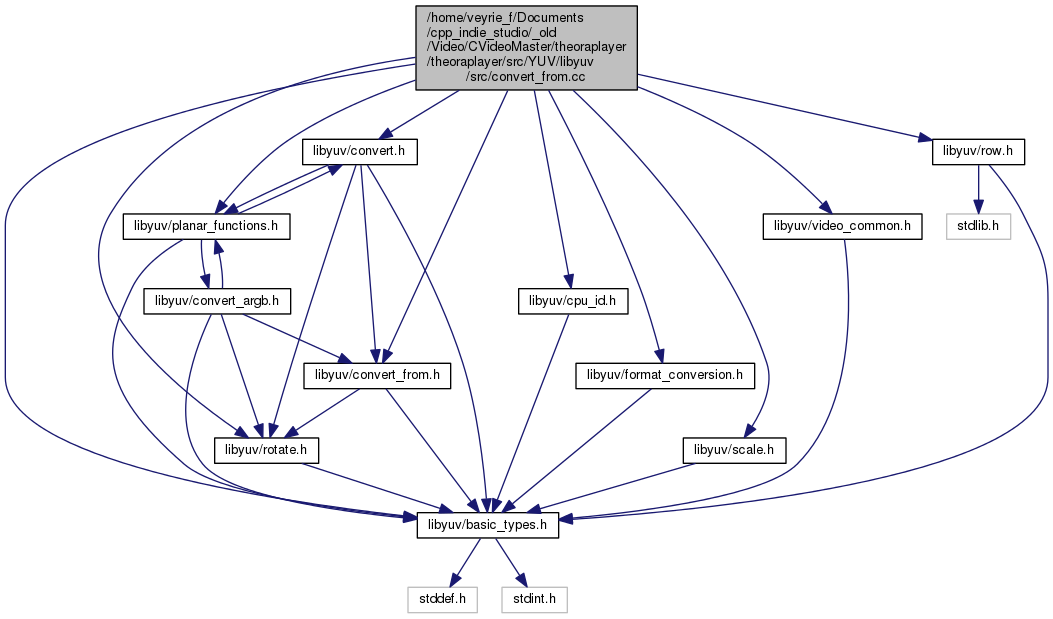 /home/veyrie_f/Documents
/cpp_indie_studio/_old
/Video/CVideoMaster/theoraplayer
/theoraplayer/src/YUV/libyuv
/src/convert_from.cc
libyuv/convert.h
libyuv/row.h
libyuv/planar_functions.h
libyuv/video_common.h
stdlib.h
libyuv/convert_argb.h
libyuv/cpu_id.h
libyuv/convert_from.h
libyuv/format_conversion.h
libyuv/rotate.h
libyuv/scale.h
libyuv/basic_types.h
stddef.h
stdint.h